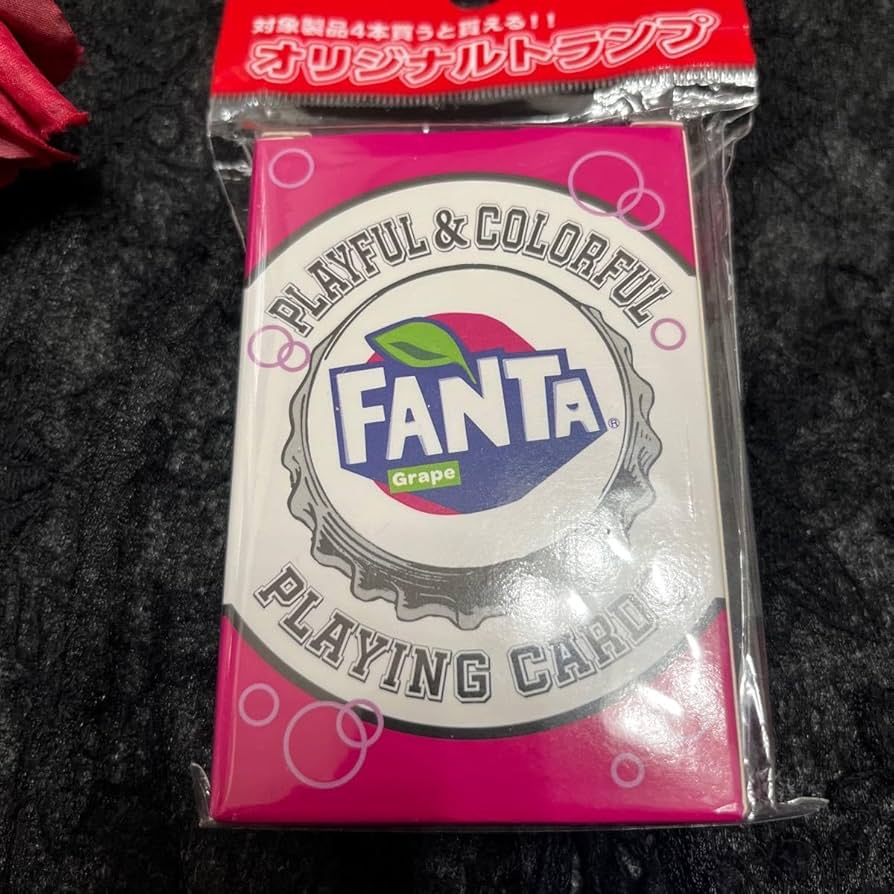 対象製品4本買うと買える!!
オリジナルトランプ
PLAYFUL & COLORFUL
FANTA®
Grape
PLAYING CARD